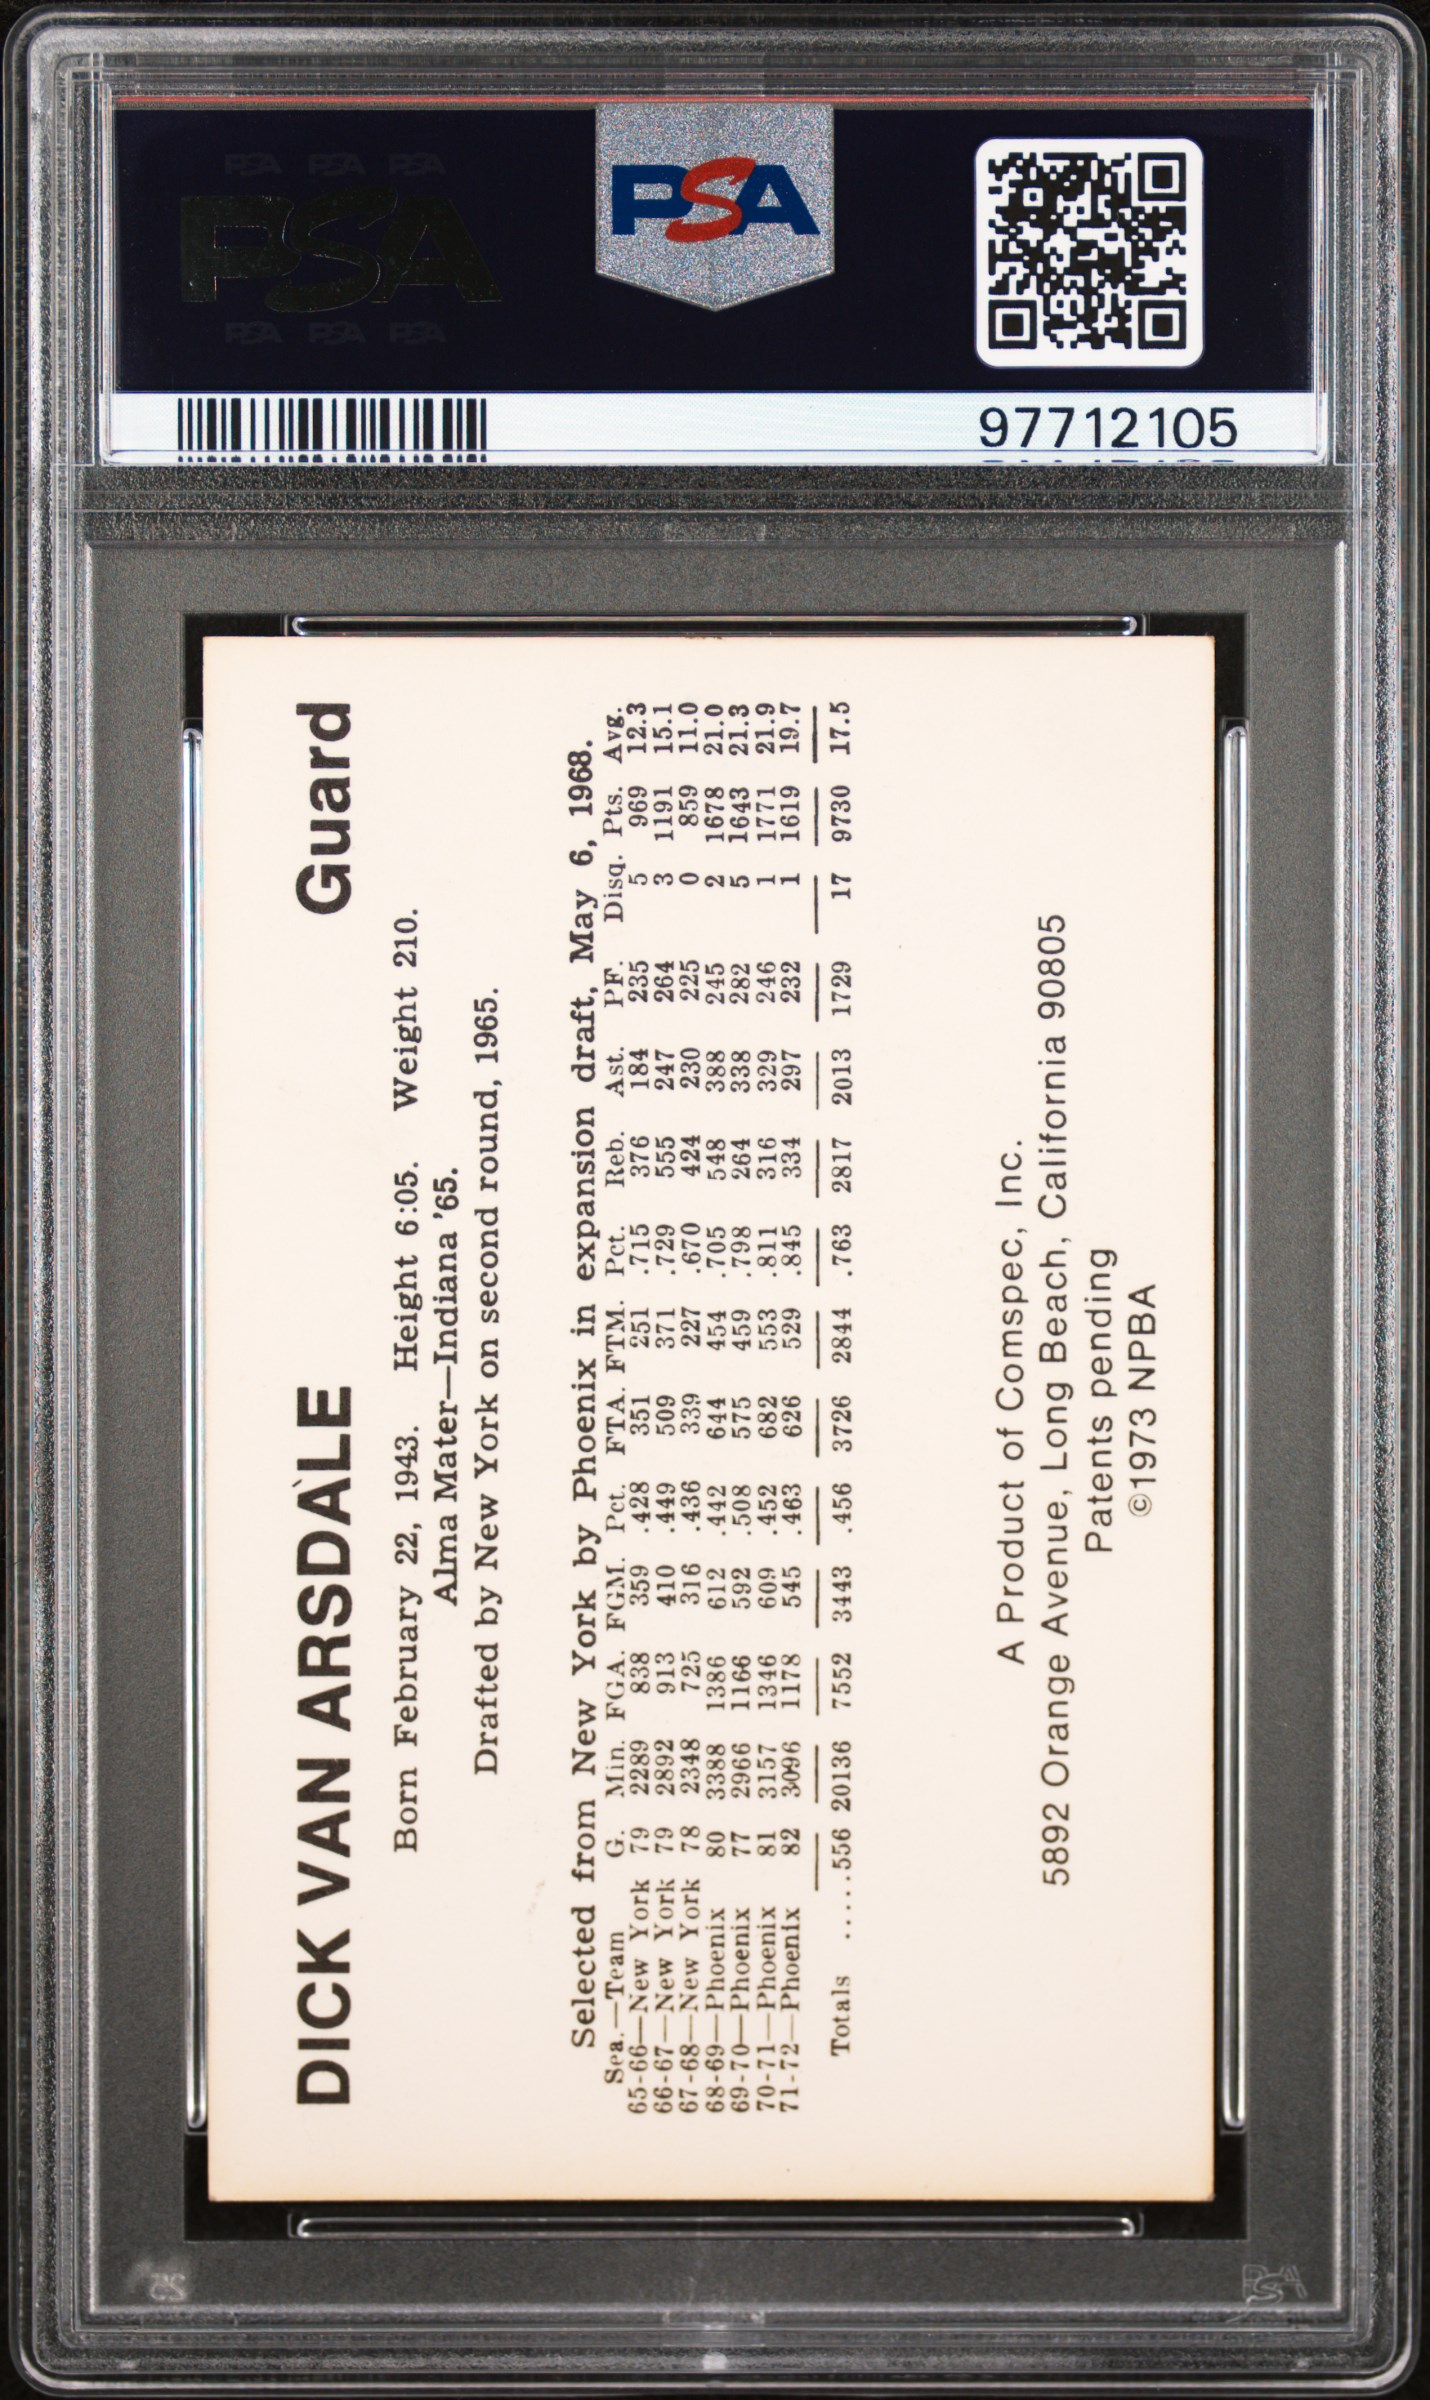 PSA PSA PSA
PSA
PSA PSA PSA
PSA
97712105
DICK VAN ARSDALE Guard
Born February 22, 1943. Height 6:05. Weight 210.
Alma Mater—Indiana '65.
Drafted by New York on second round, 1965.
Selected from New York by Phoenix in expansion draft, May 6, 1968.
Sea.—Team G. Min. FGA. FGM. Pct. FTA. FTM. Pct. Reb. Ast. PF. Disq. Pts. Avg.
65-66—New York 79 2289 838 359 .428 351 251 .715 376 184 235 5 969 12.3
66-67—New York 79 2892 913 410 .449 509 371 .729 555 247 264 3 1191 15.1
67-68—New York 78 2348 725 316 .436 339 227 .670 424 230 225 0 859 11.0
68-69—Phoenix 80 3388 1386 612 .442 644 454 .705 548 388 245 2 1678 21.0
69-70—Phoenix 77 2966 1166 592 .508 575 459 .798 264 338 282 5 1643 21.3
70-71—Phoenix 81 3157 1346 609 .452 682 553 .811 316 329 246 1 1771 21.9
71-72—Phoenix 82 3096 1178 545 .463 626 529 .845 334 297 232 1 1619 19.7
Totals .....556 20136 7552 3443 .456 3726 2844 .763 2817 2013 1729 17 9730 17.5
A Product of Comspec, Inc.
5892 Orange Avenue, Long Beach, California 90805
Patents pending
©1973 NPBA
PSA